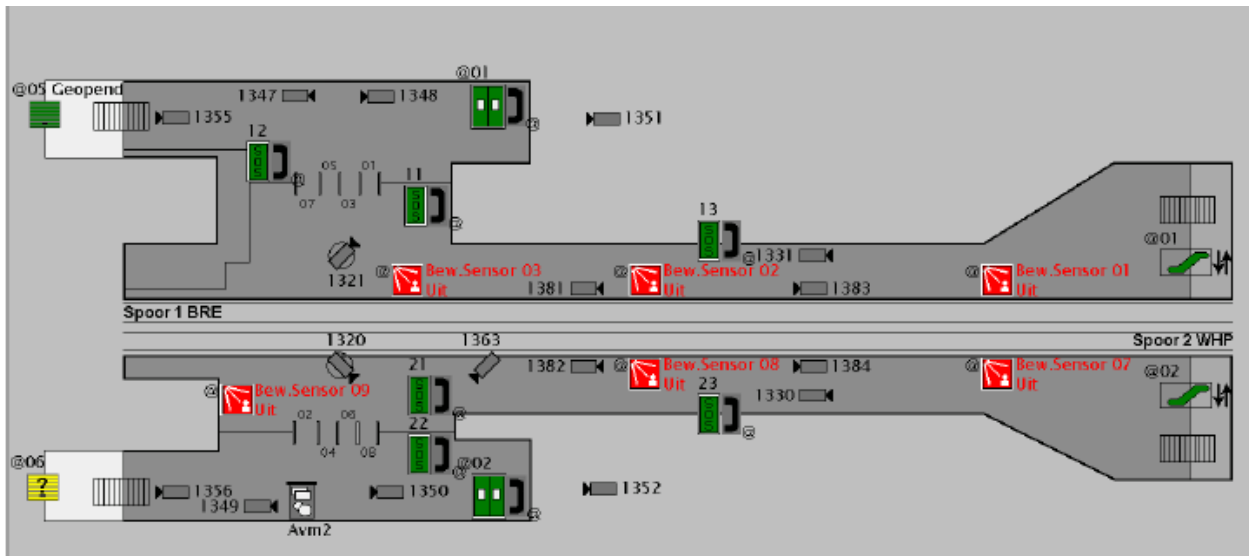 @01
@05 Geopend
1347
1348
1355
1351
@
12
SOS
@
05
01
07
03
11
SOS
@
13
SOS
@
1331
@01
1321
@
Bew.Sensor 03
Uit
1381
@
Bew.Sensor 02
Uit
1383
@
Bew.Sensor 01
Uit
Spoor 1 BRE
1320
1363
Spoor 2 WHP
21
SOS
@
1382
@
Bew.Sensor 08
Uit
1384
@
Bew.Sensor 07
Uit
@02
@
Bew.Sensor 09
Uit
23
SOS
@
1330
02
06
04
08
22
SOS
@
@06
?
@02
@
1356
1349
1350
1352
Avm2